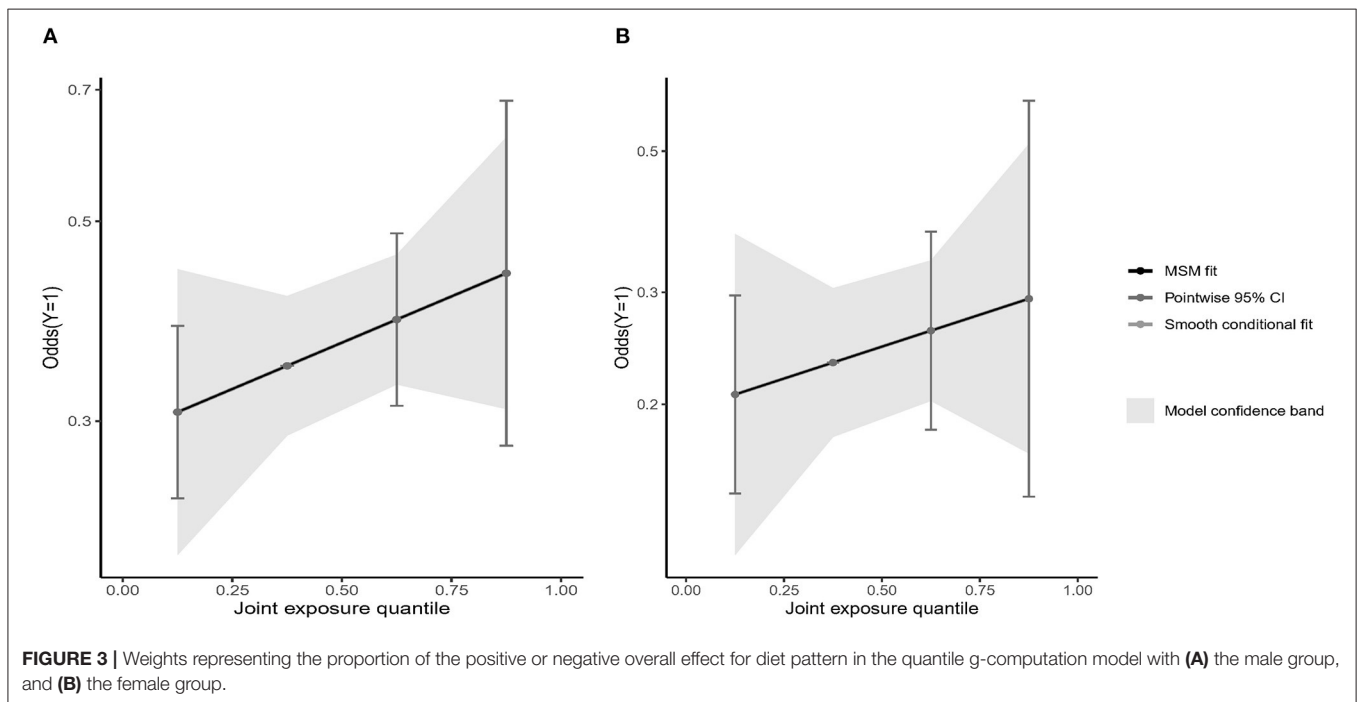 A
0.7
0.5
0.3
Odds(Y=1)
0.00 0.25 0.50 0.75 1.00
Joint exposure quantile
B
0.5
0.3
0.2
Odds(Y=1)
0.00 0.25 0.50 0.75 1.00
Joint exposure quantile
MSM fit
Pointwise 95% CI
Smooth conditional fit
Model confidence band
FIGURE 3 | Weights representing the proportion of the positive or negative overall effect for diet pattern in the quantile g-computation model with (A) the male group,
and (B) the female group.